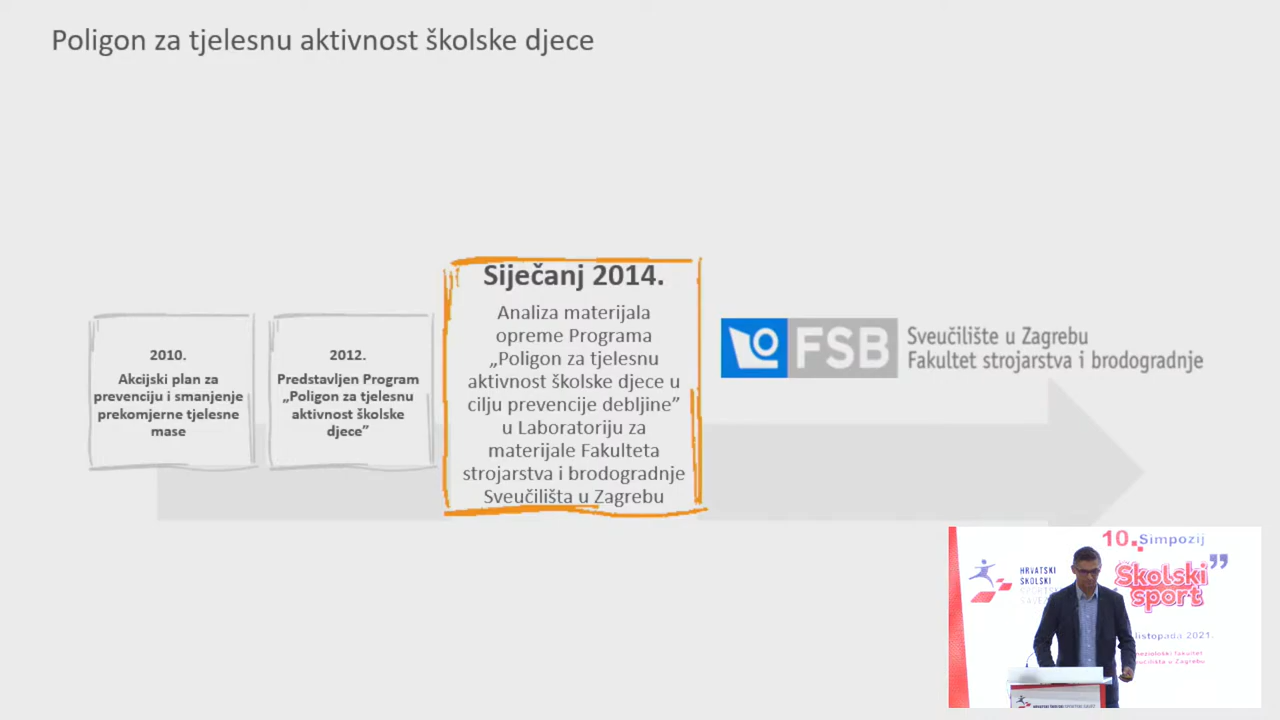 Poligon za tjelesnu aktivnost školske djece
2010.
Akcijski plan za
prevenciju i smanjenje
prekomjerne tjelesne
mase
2012.
Predstavljen Program
„Poligon za tjelesnu
aktivnost školske
djece”
Siječanj 2014.
Analiza materijala
opreme Programa
„Poligon za tjelesnu
aktivnost školske djece u
cilju prevencije debljine”
u Laboratoriju za
materijale Fakulteta
strojarstva i brodogradnje
Sveučilišta u Zagrebu
FSB
Sveučilište u Zagrebu
Fakultet strojarstva i brodogradnje
10. Simpozij
Školski
sport
HRVATSKI
ŠKOLSKI
listopada 2021.